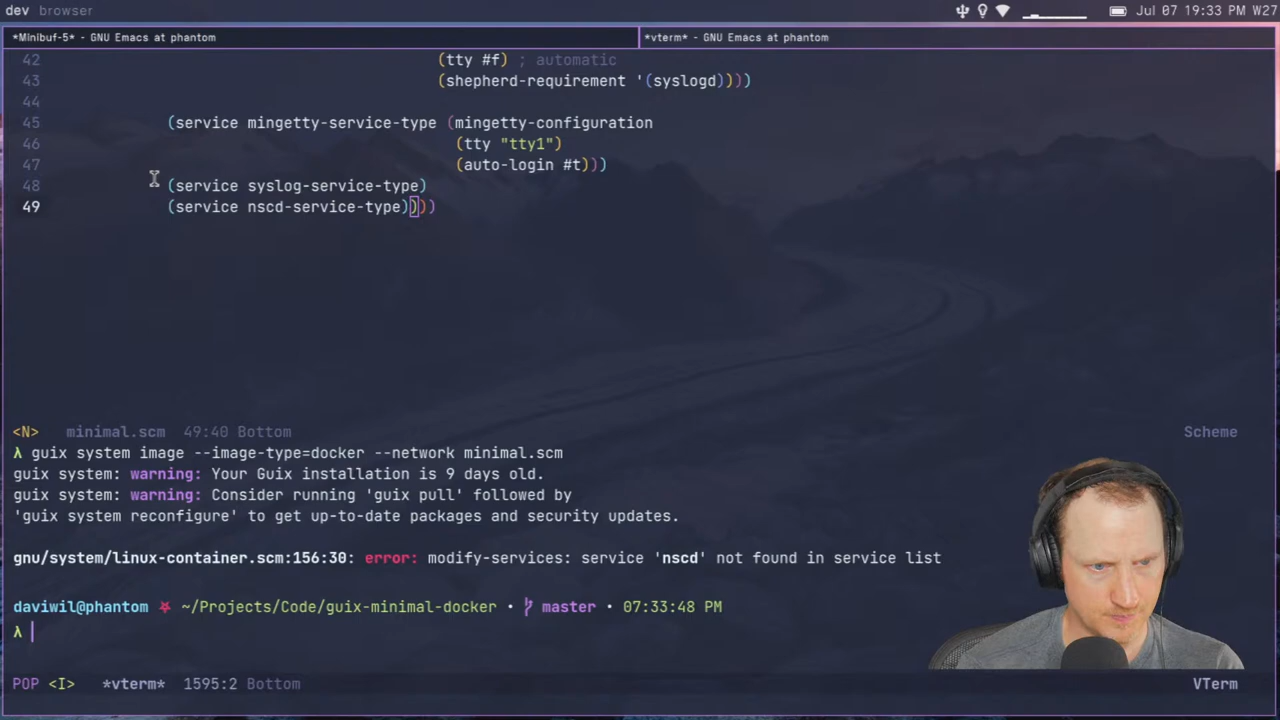 dev browser
Jul 07 19:33 PM W27
*Minibuf-5* - GNU Emacs at phantom
*vterm* - GNU Emacs at phantom
42 (tty #f) ; automatic
43 (shepherd-requirement '(syslogd))))
44
45 (service mingetty-service-type (mingetty-configuration
46 (tty "tty1")
47 (auto-login #t)))
48 (service syslog-service-type)
49 (service nscd-service-type))))
<N> minimal.scm 49:40 Bottom Scheme
λ guix system image --image-type=docker --network minimal.scm
guix system: warning: Your Guix installation is 9 days old.
guix system: warning: Consider running 'guix pull' followed by
'guix system reconfigure' to get up-to-date packages and security updates.
gnu/system/linux-container.scm:156:30: error: modify-services: service 'nscd' not found in service list
daviwil@phantom ~/Projects/Code/guix-minimal-docker • master • 07:33:48 PM
λ
POP <I> *vterm* 1595:2 Bottom VTerm